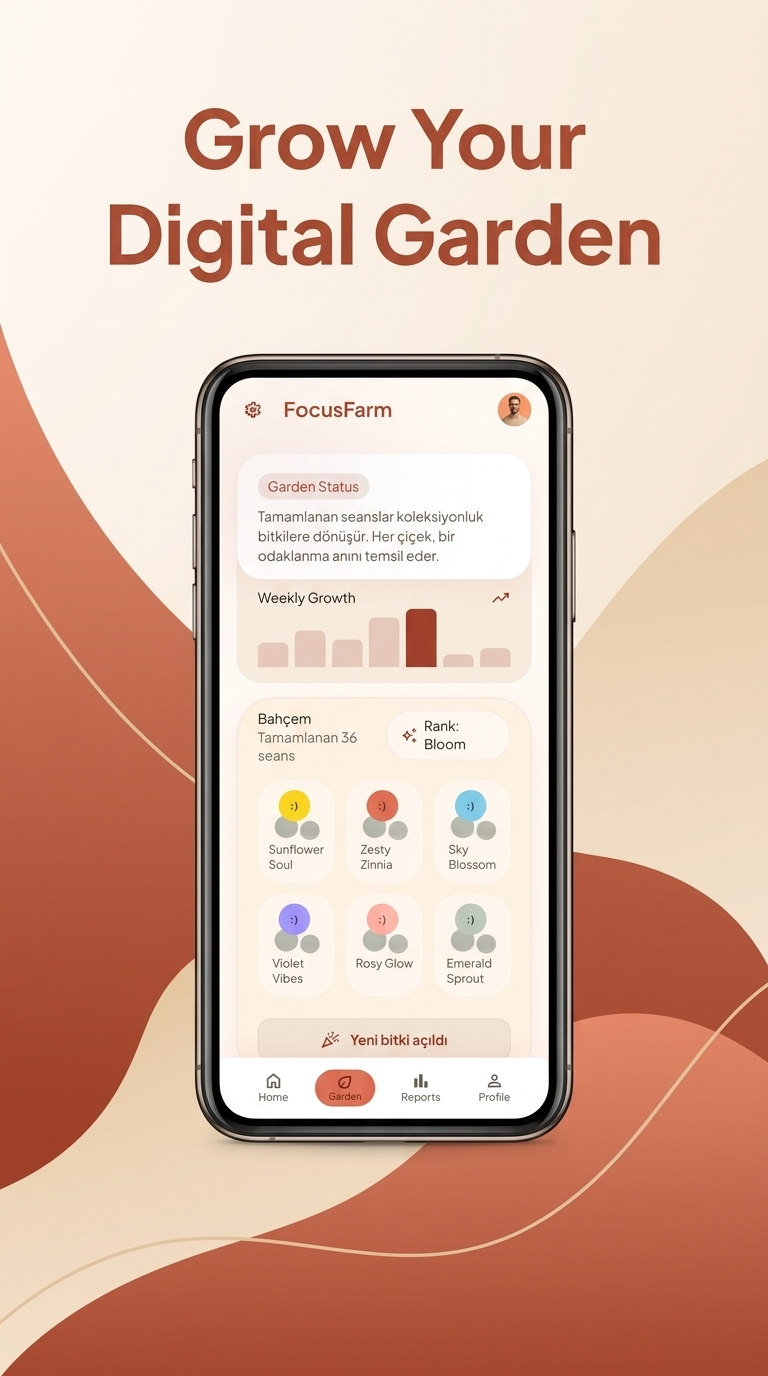 Grow Your
Digital Garden
FocusFarm
Garden Status
Tamamlanan seanslar koleksiyonluk
bitkilere dönüşür. Her çiçek, bir
odaklanma anını temsil eder.
Weekly Growth
Bahçem
Tamamlanan 36
seans
Rank:
Bloom
:)
:)
:)
Sunflower
Soul
Zesty
Zinnia
Sky
Blossom
:)
:)
:)
Violet
Vibes
Rosy Glow
Emerald
Sprout
Yeni bitki açıldı
Home
Garden
Reports
Profile